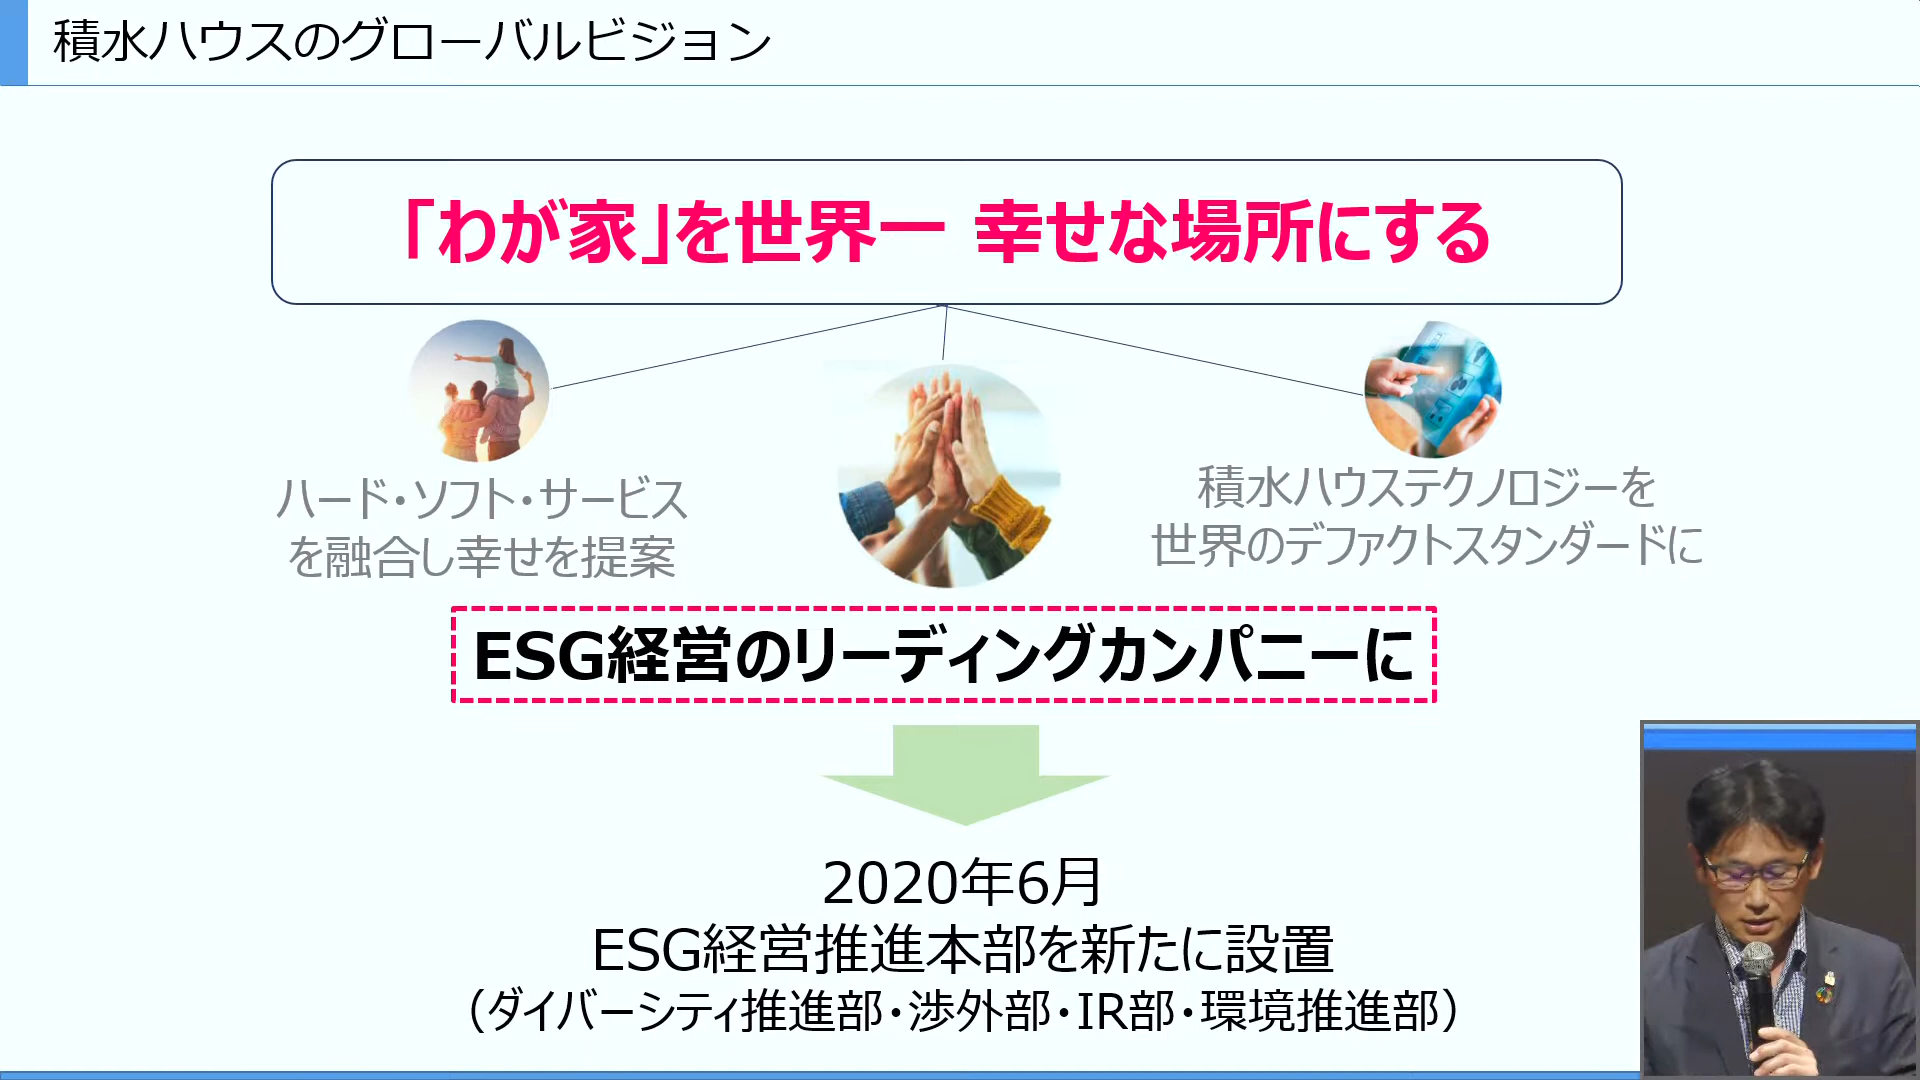 積水ハウスのグローバルビジョン
「わが家」を世界一 幸せな場所にする
ハード・ソフト・サービス
を融合し幸せを提案
積水ハウステクノロジーを
世界のデファクトスタンダードに
ESG経営のリーディングカンパニーに
2020年6月
ESG経営推進本部を新たに設置
（ダイバーシティ推進部・渉外部・IR部・環境推進部）